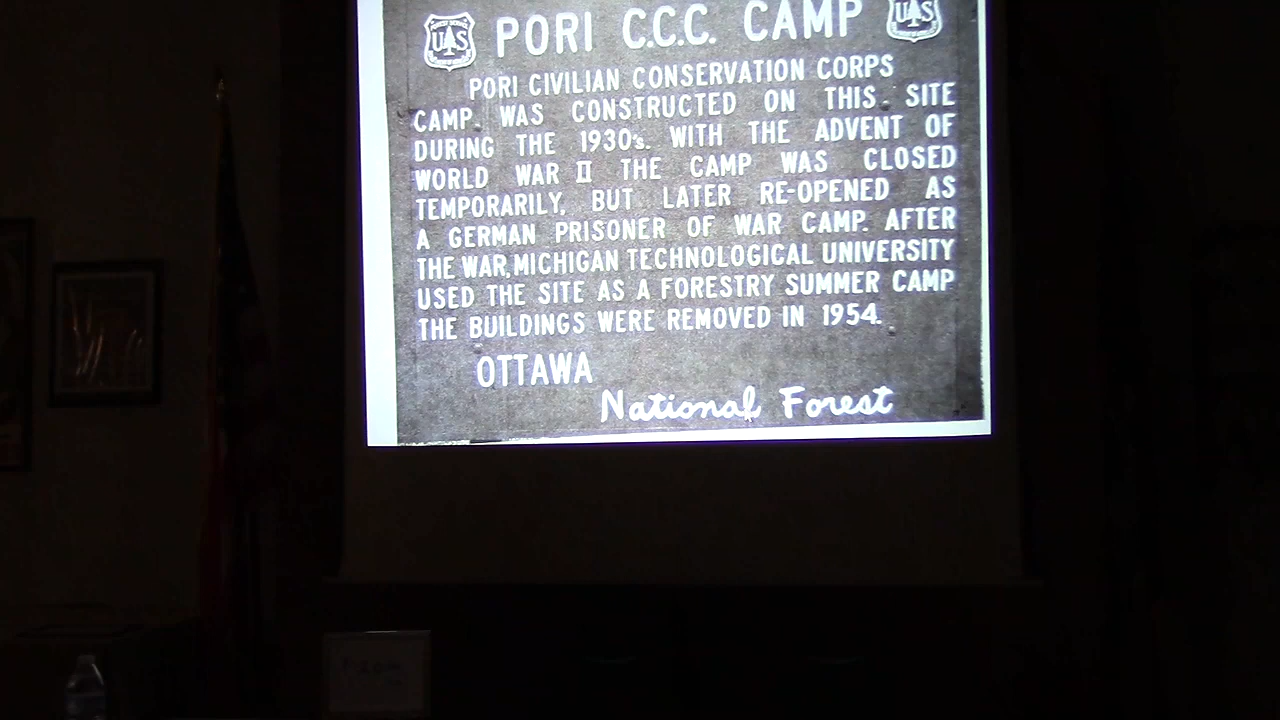 PORI C.C.C. CAMP
UAS
UAS
PORI CIVILIAN CONSERVATION CORPS
CAMP. WAS CONSTRUCTED ON THIS SITE
DURING THE 1930's. WITH THE ADVENT OF
WORLD WAR II THE CAMP WAS CLOSED
TEMPORARILY, BUT LATER RE-OPENED AS
A GERMAN PRISONER OF WAR CAMP. AFTER
THE WAR, MICHIGAN TECHNOLOGICAL UNIVERSITY
USED THE SITE AS A FORESTRY SUMMER CAMP
THE BUILDINGS WERE REMOVED IN 1954.
OTTAWA
National Forest